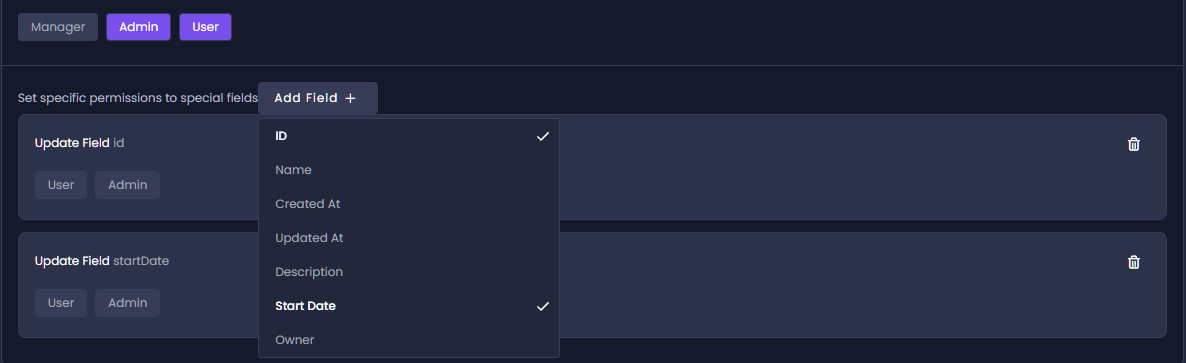 Manager Admin User
Set specific permissions to special fields Add Field +
ID
Update Field id
Name
User Admin
Created At
Updated At
Update Field startDate
Description
User Admin
Start Date
Owner